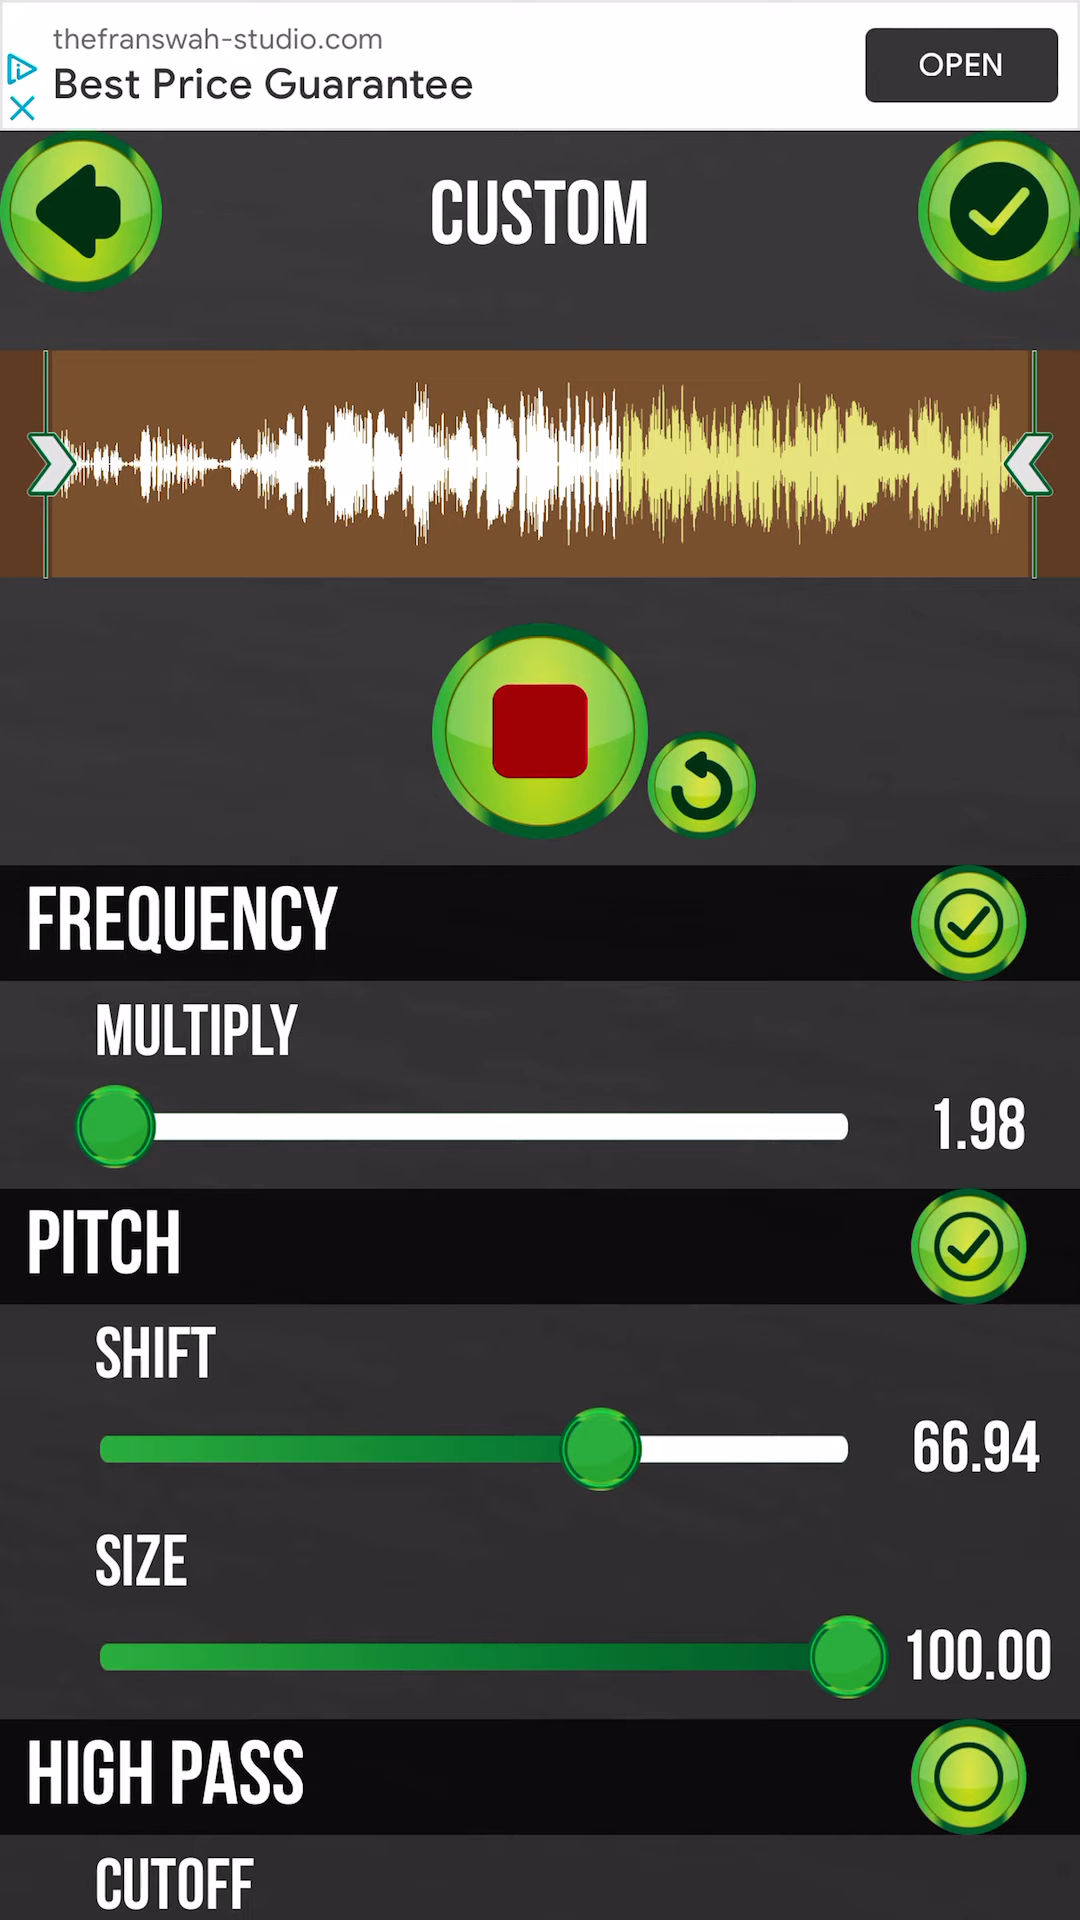 thefranswah-studio.com
Best Price Guarantee
OPEN
CUSTOM
FREQUENCY
MULTIPLY
1.98
PITCH
SHIFT
66.94
SIZE
100.00
HIGH PASS
CUTOFF